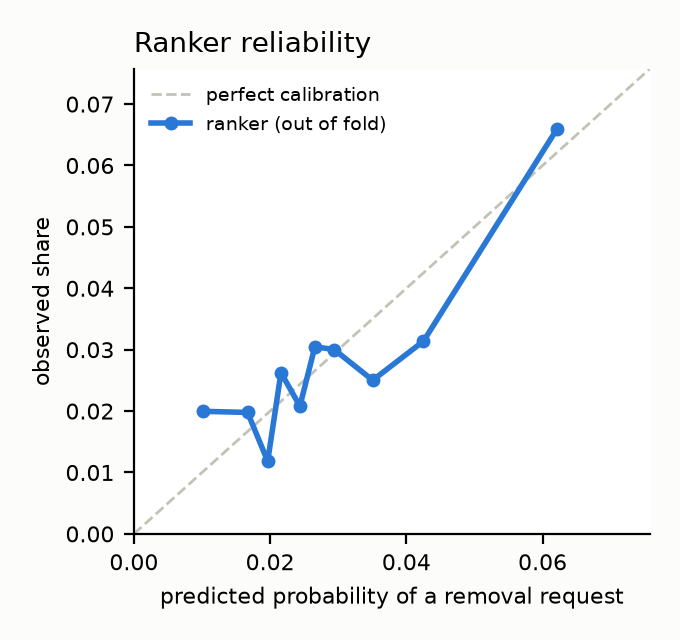 Ranker reliability
perfect calibration
ranker (out of fold)
observed share
0.07
0.06
0.05
0.04
0.03
0.02
0.01
0.00
0.00 0.02 0.04 0.06
predicted probability of a removal request